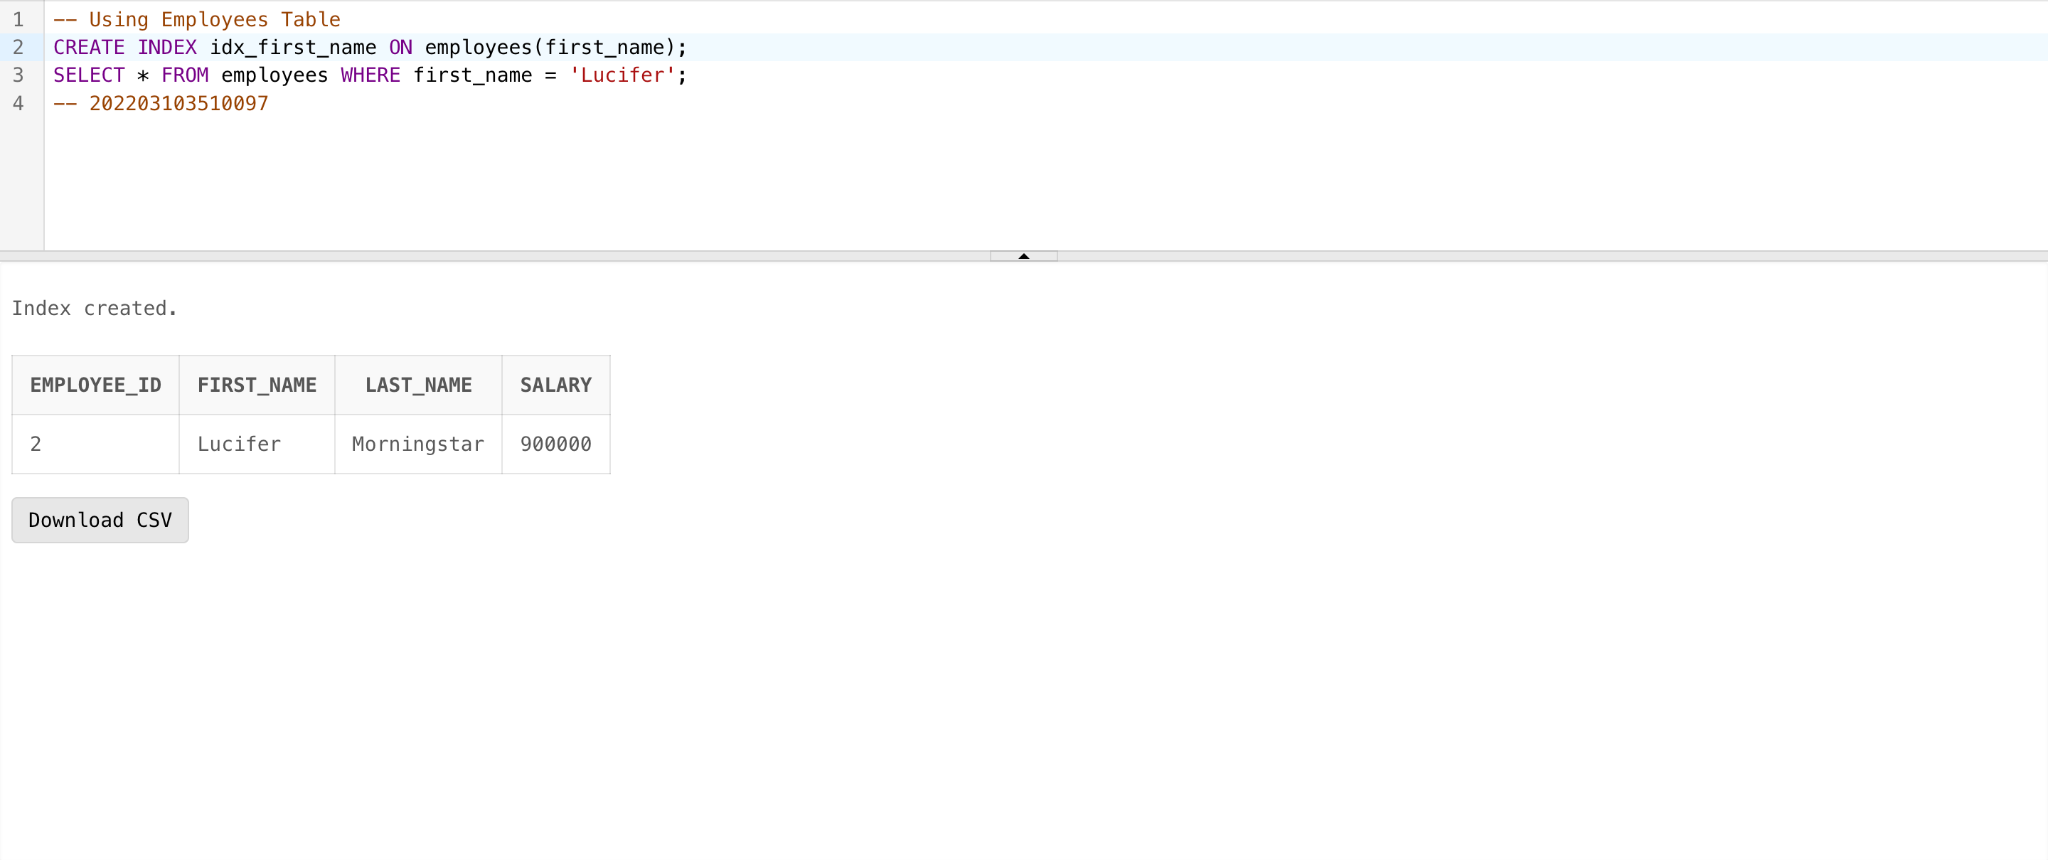 1 -- Using Employees Table
2 CREATE INDEX idx_first_name ON employees(first_name);
3 SELECT * FROM employees WHERE first_name = 'Lucifer';
4 -- 202203103510097
Index created.
EMPLOYEE_ID FIRST_NAME LAST_NAME SALARY
2 Lucifer Morningstar 900000
Download CSV